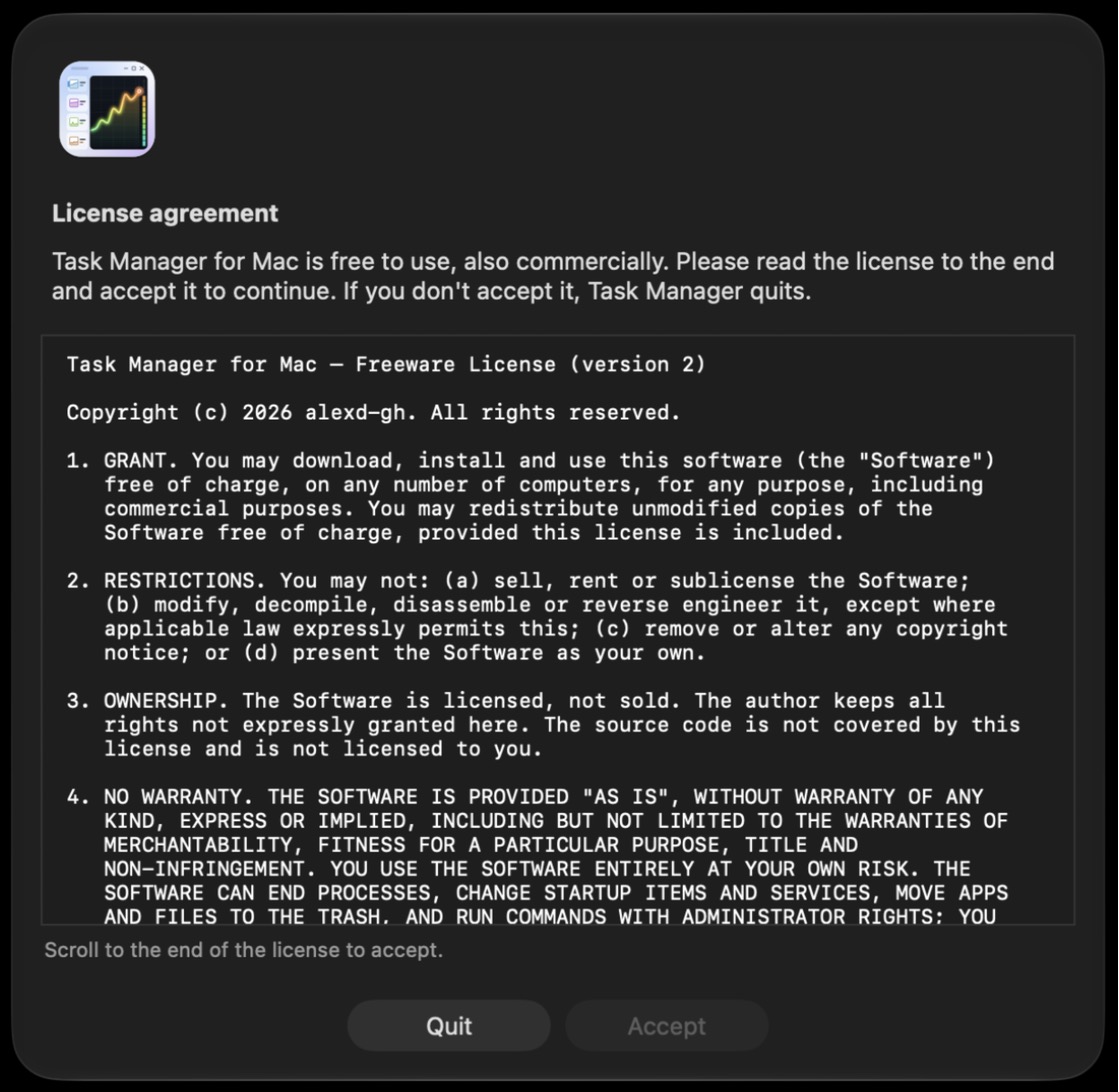 License agreement
Task Manager for Mac is free to use, also commercially. Please read the license to the end
and accept it to continue. If you don't accept it, Task Manager quits.
Task Manager for Mac — Freeware License (version 2)
Copyright (c) 2026 alexd-gh. All rights reserved.
1. GRANT. You may download, install and use this software (the "Software")
free of charge, on any number of computers, for any purpose, including
commercial purposes. You may redistribute unmodified copies of the
Software free of charge, provided this license is included.
2. RESTRICTIONS. You may not: (a) sell, rent or sublicense the Software;
(b) modify, decompile, disassemble or reverse engineer it, except where
applicable law expressly permits this; (c) remove or alter any copyright
notice; or (d) present the Software as your own.
3. OWNERSHIP. The Software is licensed, not sold. The author keeps all
rights not expressly granted here. The source code is not covered by this
license and is not licensed to you.
4. NO WARRANTY. THE SOFTWARE IS PROVIDED "AS IS", WITHOUT WARRANTY OF ANY
KIND, EXPRESS OR IMPLIED, INCLUDING BUT NOT LIMITED TO THE WARRANTIES OF
MERCHANTABILITY, FITNESS FOR A PARTICULAR PURPOSE, TITLE AND
NON-INFRINGEMENT. YOU USE THE SOFTWARE ENTIRELY AT YOUR OWN RISK. THE
SOFTWARE CAN END PROCESSES, CHANGE STARTUP ITEMS AND SERVICES, MOVE APPS
AND FILES TO THE TRASH, AND RUN COMMANDS WITH ADMINISTRATOR RIGHTS; YOU
Scroll to the end of the license to accept.
Quit
Accept